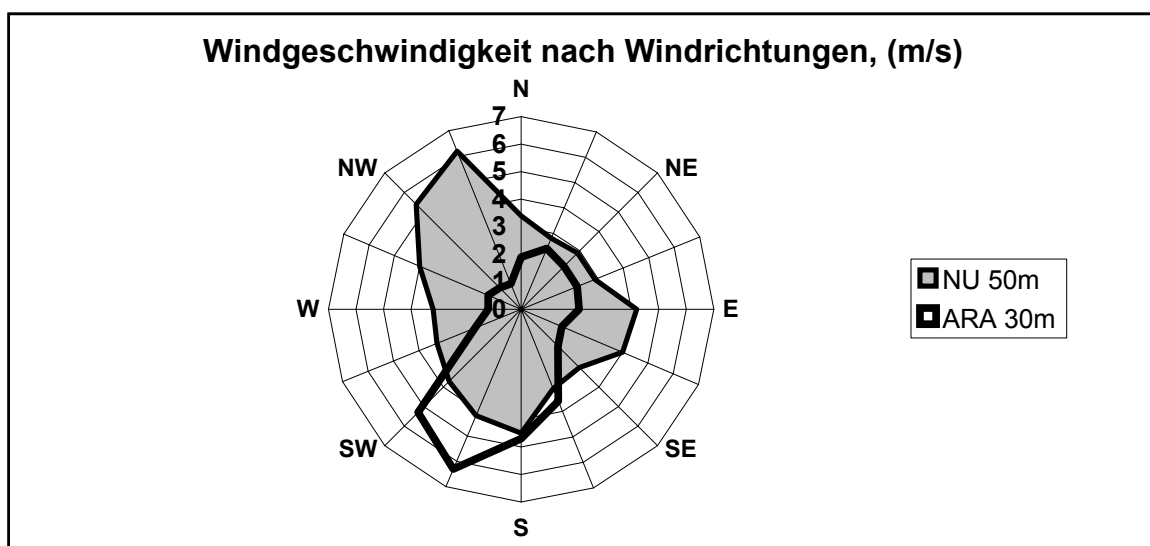 Windgeschwindigkeit nach Windrichtungen, (m/s)
N
7
6
5
4
3
2
1
0
NW
NE
W
E
SW
SE
S
NU 50m
ARA 30m